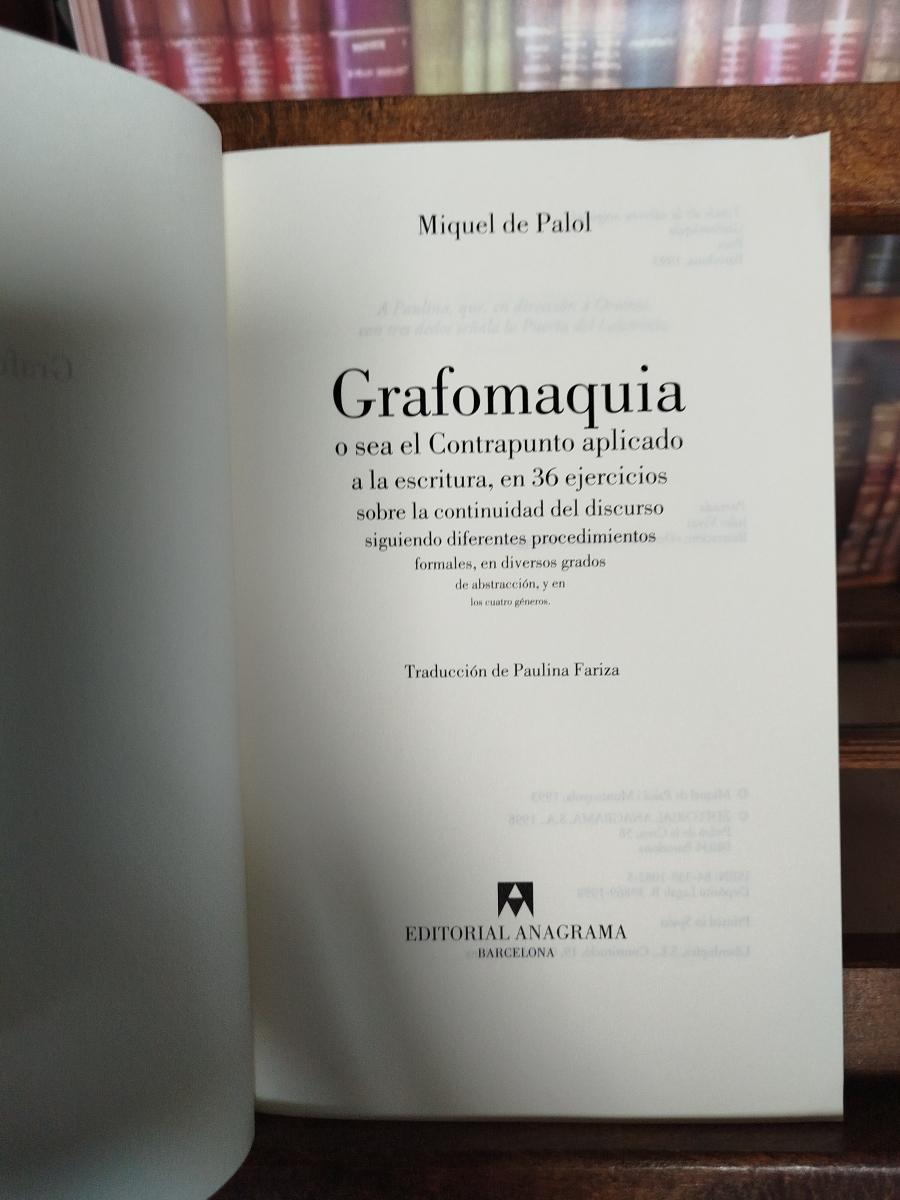 Miquel de Palol
Grafomaquia
o sea el Contrapunto aplicado
a la escritura, en 36 ejercicios
sobre la continuidad del discurso
siguiendo diferentes procedimientos
formales, en diversos grados
de abstracción, y en
los cuatro géneros.
Traducción de Paulina Fariza
EDITORIAL ANAGRAMA
BARCELONA